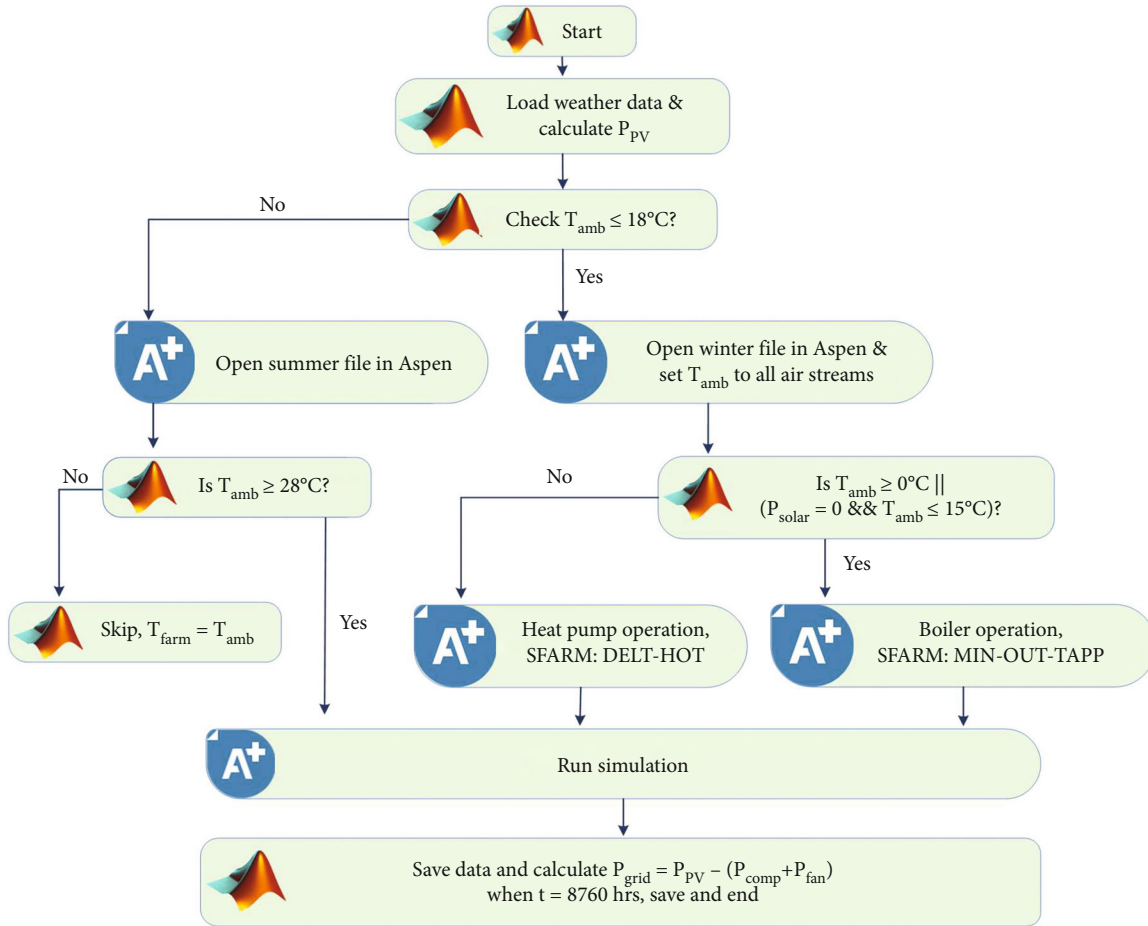 Start
Load weather data &
calculate P_PV
Check T_amb ≤ 18°C?
No
Yes
A+
Open summer file in Aspen
A+
Open winter file in Aspen &
set T_amb to all air streams
No
Is T_amb ≥ 28°C?
No
Is T_amb ≥ 0°C ||
(P_solar = 0 && T_amb ≤ 15°C)?
Yes
Skip, T_farm = T_amb
Yes
A+
Heat pump operation,
SFARM: DELT-HOT
A+
Boiler operation,
SFARM: MIN-OUT-TAPP
A+
Run simulation
Save data and calculate P_grid = P_PV – (P_comp+P_fan)
when t = 8760 hrs, save and end